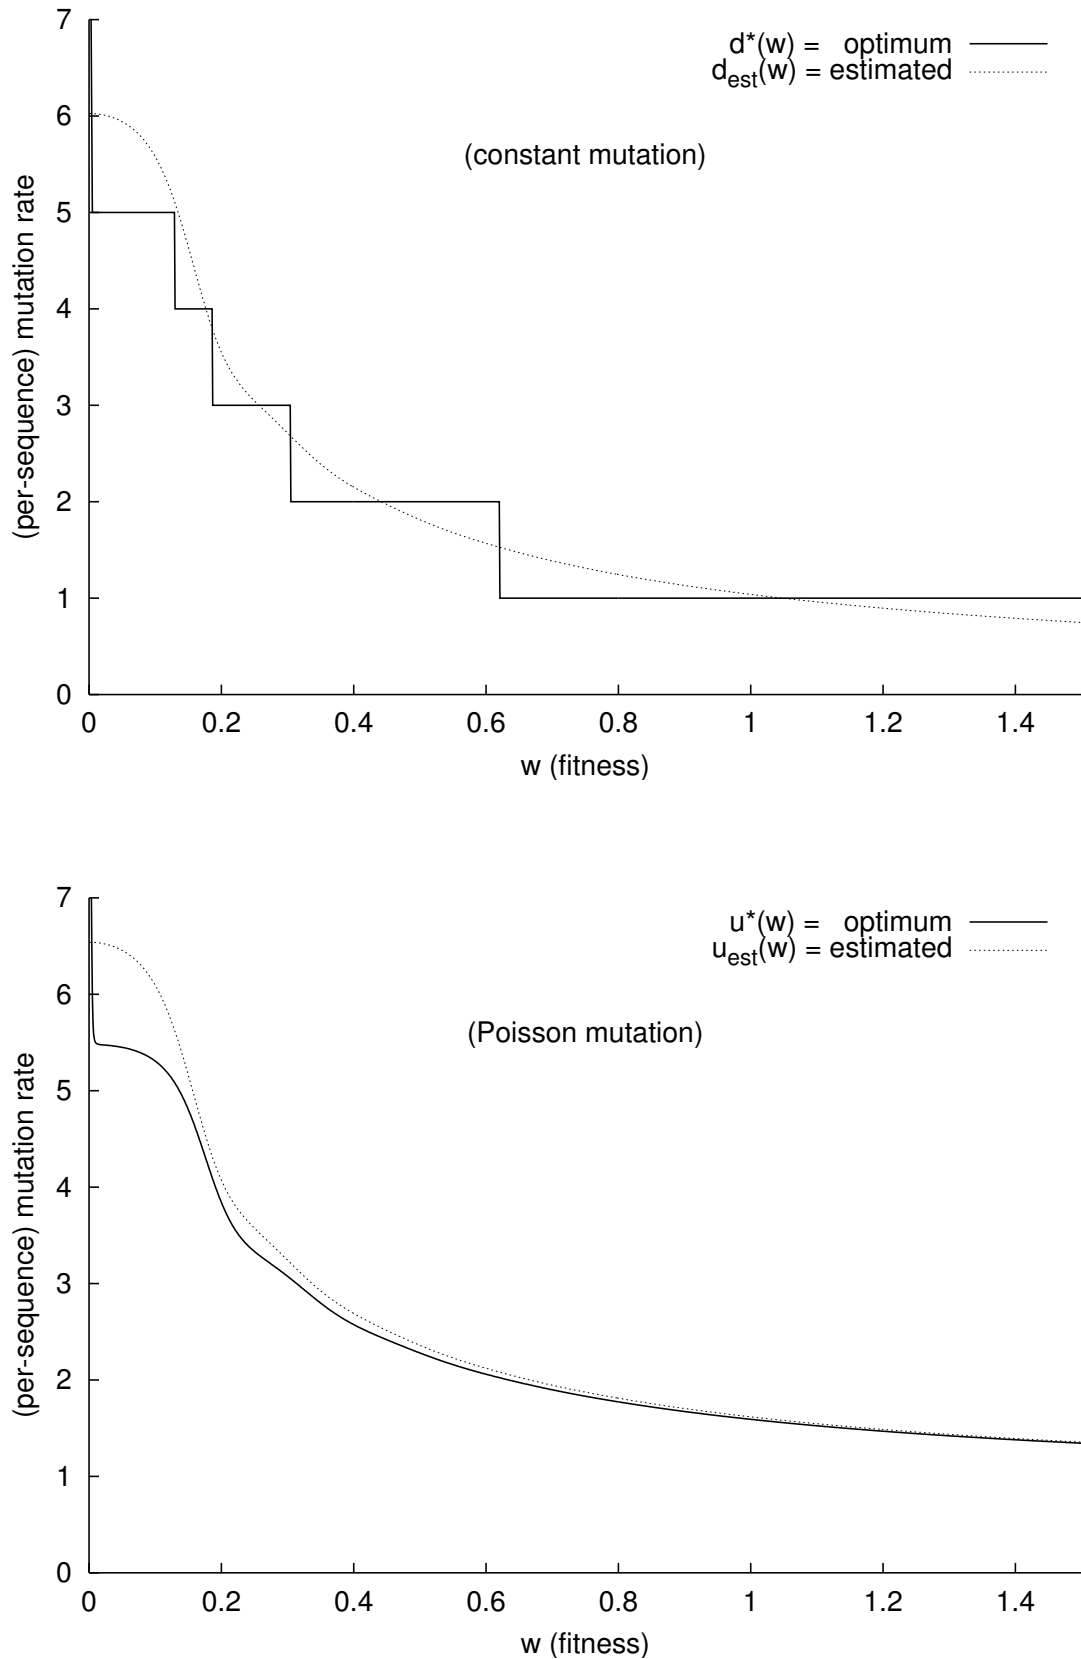 7
6
5
4
3
2
1
0
(per-sequence) mutation rate
d*(w) = optimum
d_est(w) = estimated
(constant mutation)
0 0.2 0.4 0.6 0.8 1 1.2 1.4
w (fitness)
7
6
5
4
3
2
1
0
(per-sequence) mutation rate
u*(w) = optimum
u_est(w) = estimated
(Poisson mutation)
0 0.2 0.4 0.6 0.8 1 1.2 1.4
w (fitness)